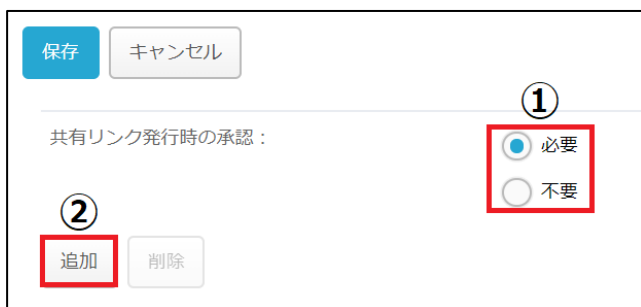 保存 キャンセル
①
共有リンク発行時の承認：
必要
不要
②
追加 削除